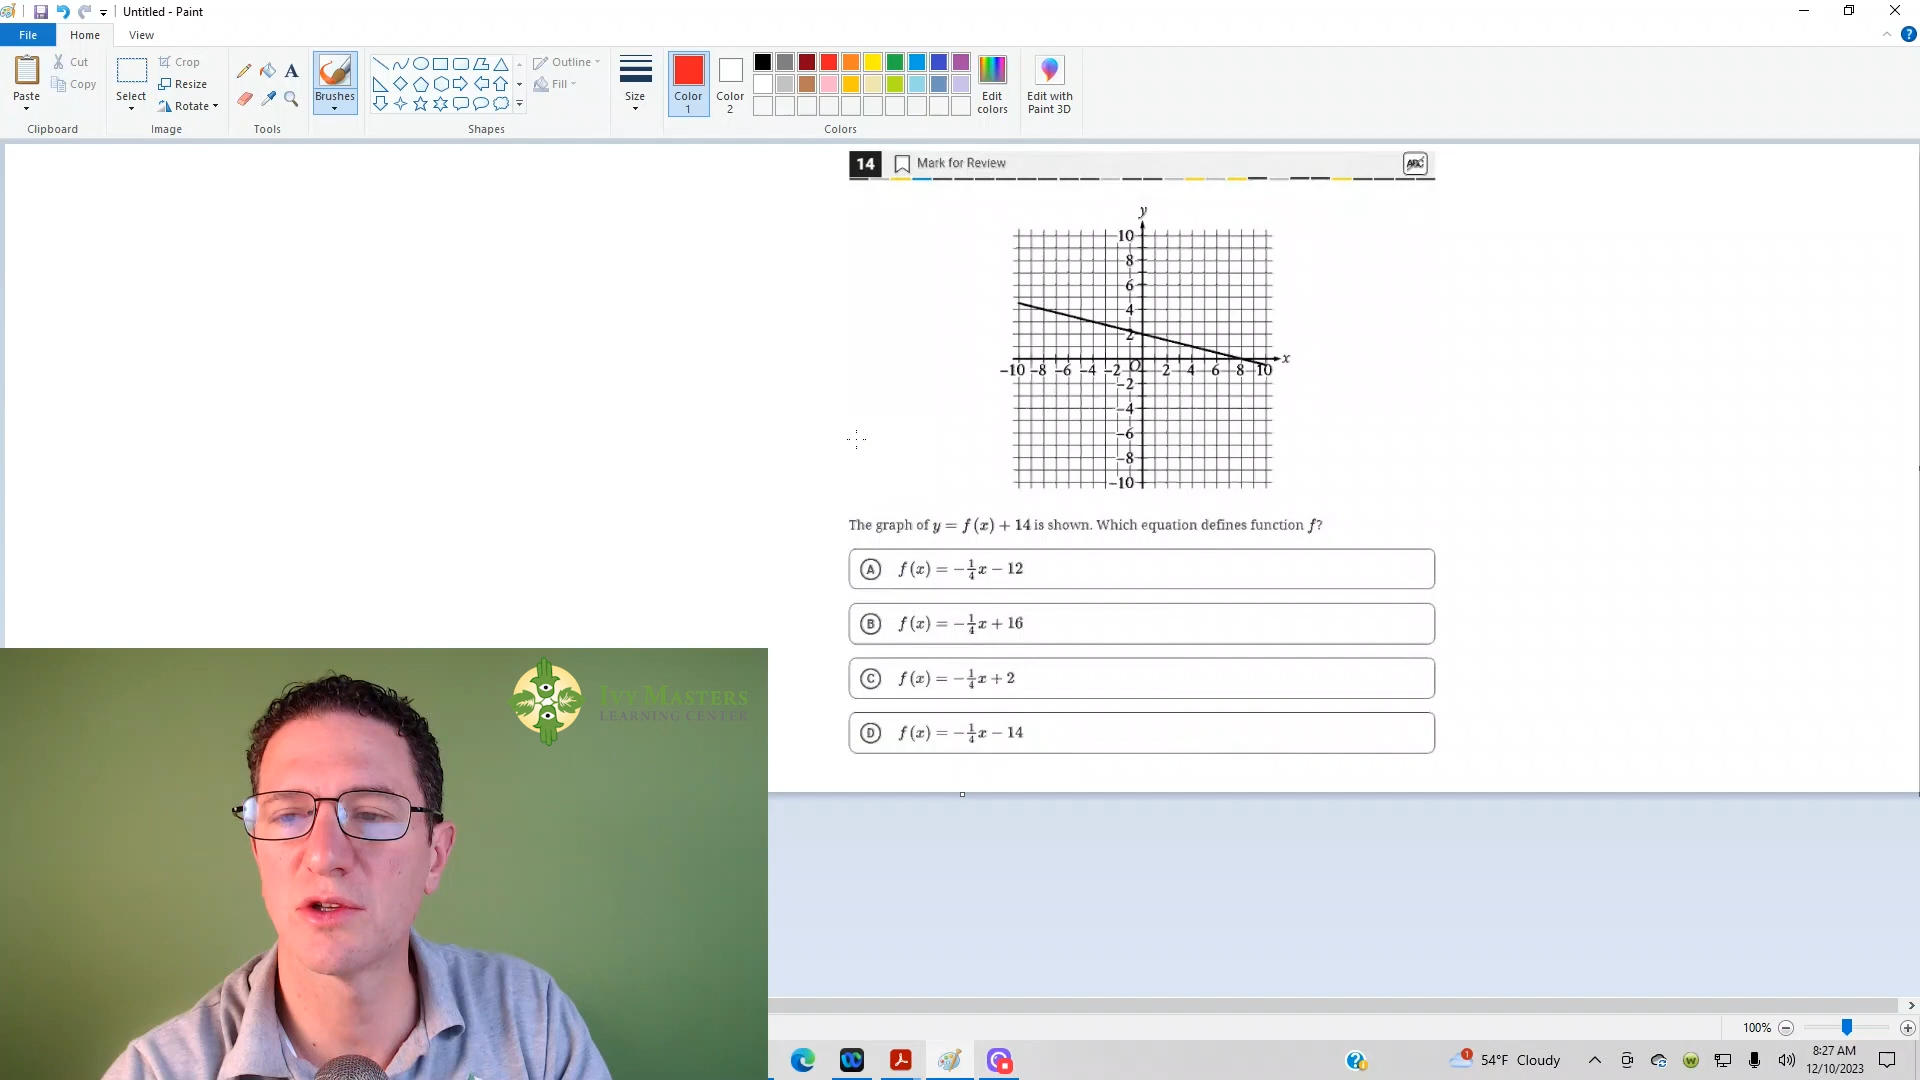 Untitled - Paint
File Home View
Paste
Cut
Copy
Clipboard
Select
Crop
Resize
Rotate
Image
A
Tools
Brushes
Shapes
Outline
Fill
Size
Color 1
Color 2
Colors
Edit colors
Edit with Paint 3D
14 Mark for Review ABC
y
10
8
6
4
2
-10 -8 -6 -4 -2 O 2 4 6 8 10 x
-2
-4
-6
-8
-10
The graph of y = f(x) + 14 is shown. Which equation defines function f?
A f(x) = -1/4x - 12
B f(x) = -1/4x + 16
C f(x) = -1/4x + 2
D f(x) = -1/4x - 14
IVY MASTERS
LEARNING CENTER
100%
54°F Cloudy
8:27 AM
12/10/2023